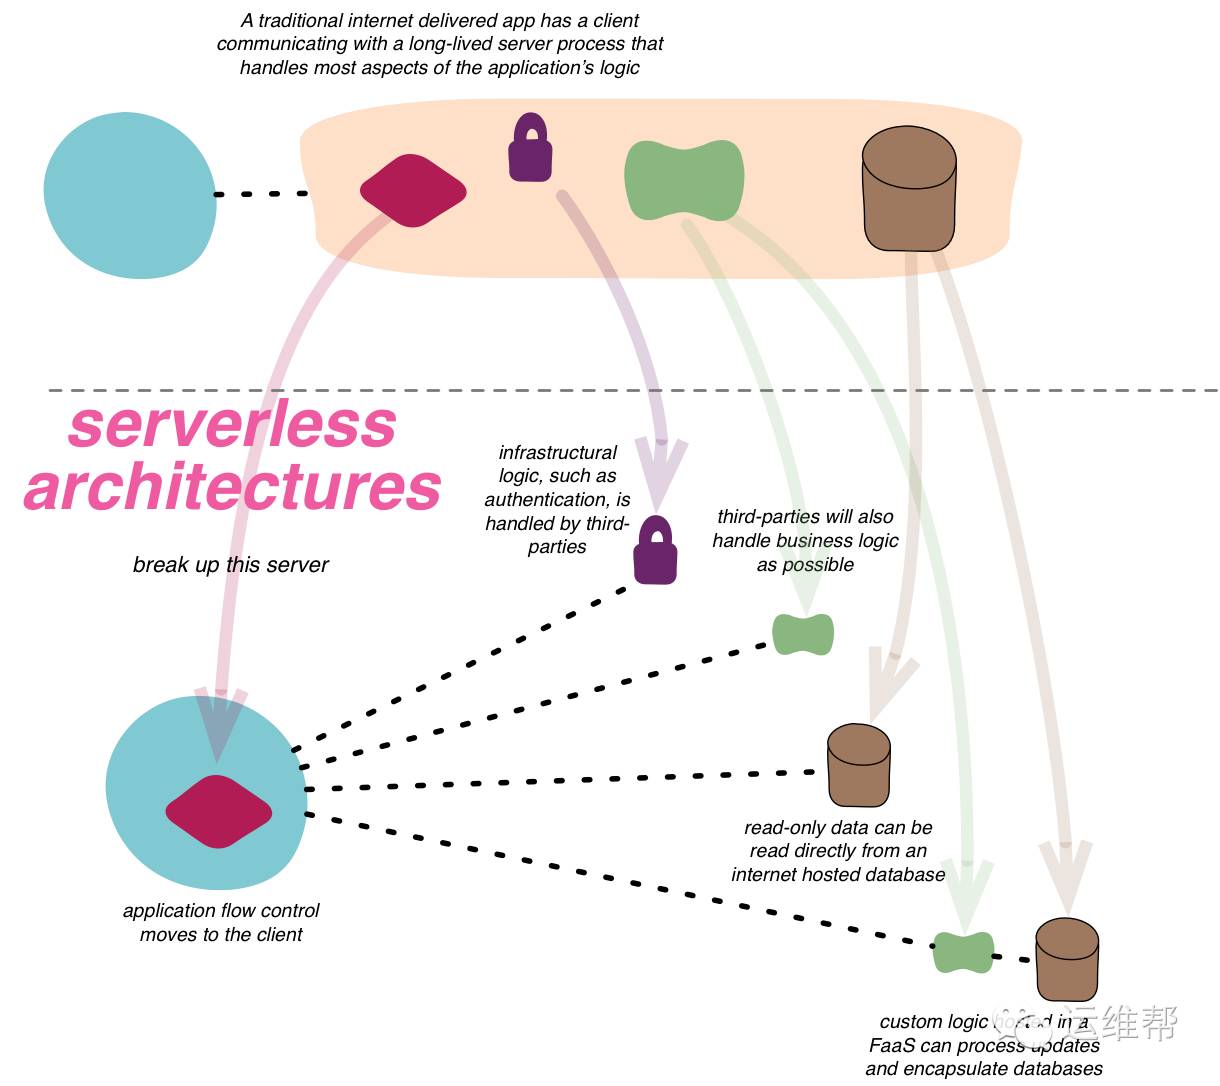 A traditional internet delivered app has a client
communicating with a long-lived server process that
handles most aspects of the application's logic
serverless
architectures
break up this server
infrastructural
logic, such as
authentication, is
handled by third-
parties
third-parties will also
handle business logic
as possible
read-only data can be
read directly from an
internet hosted database
application flow control
moves to the client
custom logic hosted in a
FaaS can process updates
and encapsulate databases
运维帮